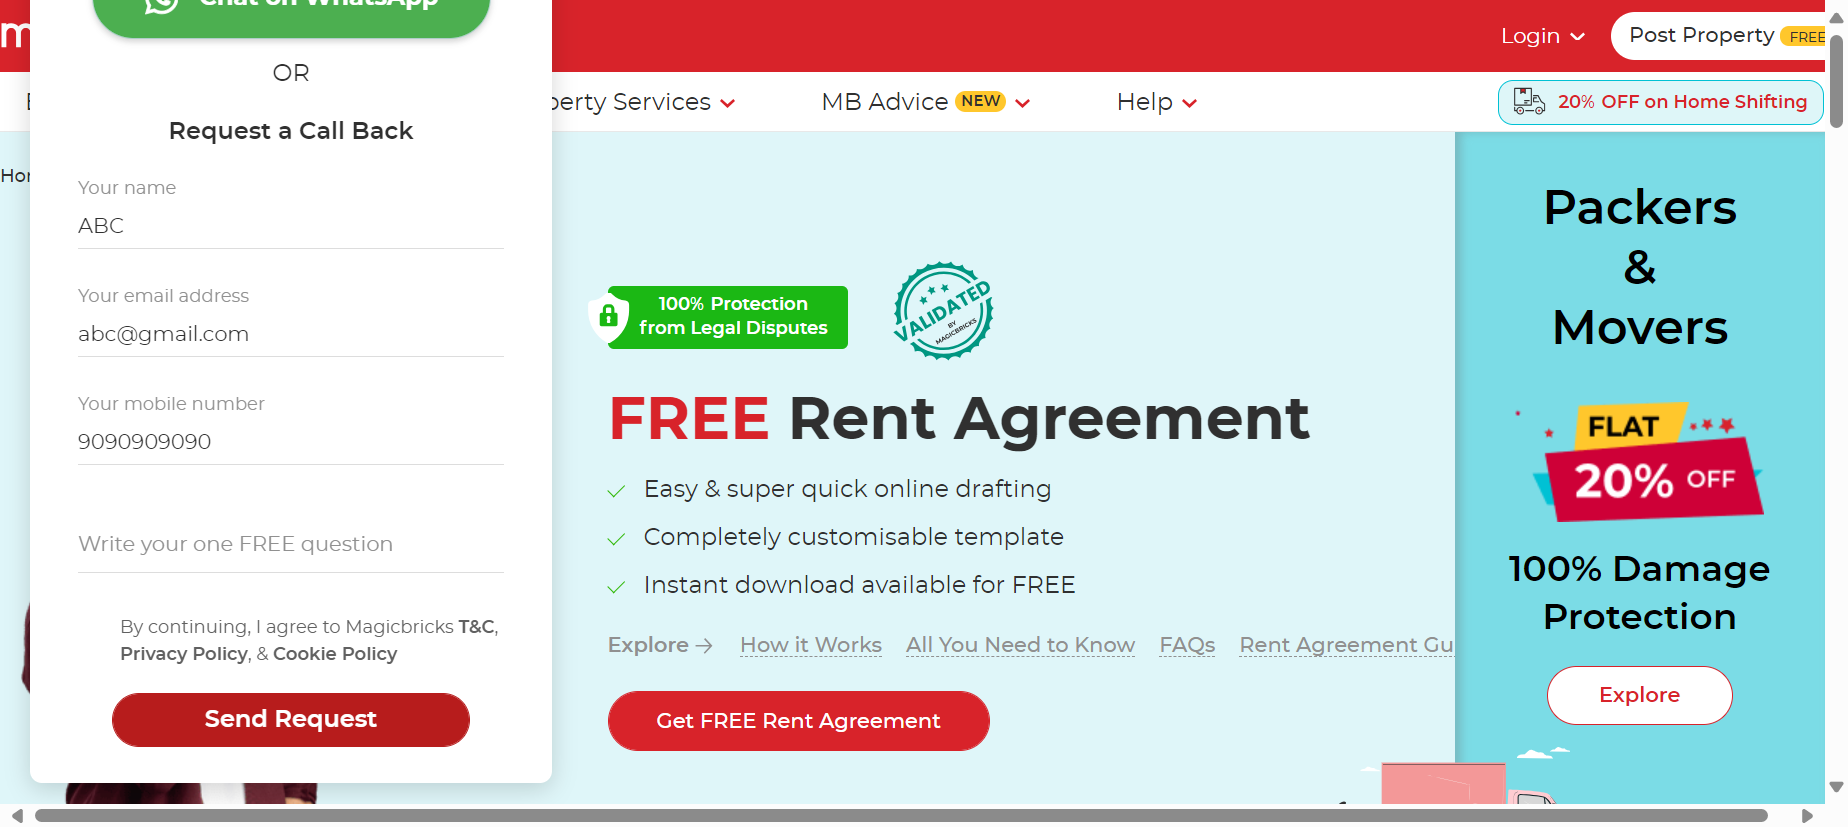 Chat on WhatsApp
OR
Request a Call Back
Your name
ABC
Your email address
abc@gmail.com
Your mobile number
9090909090
Write your one FREE question
By continuing, I agree to Magicbricks T&C,
Privacy Policy, & Cookie Policy
Send Request
m
Login
Post Property FREE
perty Services
MB Advice NEW
Help
20% OFF on Home Shifting
Hor
100% Protection
from Legal Disputes
VALIDATED
BY
MAGICBRICKS
FREE Rent Agreement
Easy & super quick online drafting
Completely customisable template
Instant download available for FREE
Explore → How it Works All You Need to Know FAQs Rent Agreement Gu
Get FREE Rent Agreement
Packers
&
Movers
FLAT
20% OFF
100% Damage
Protection
Explore